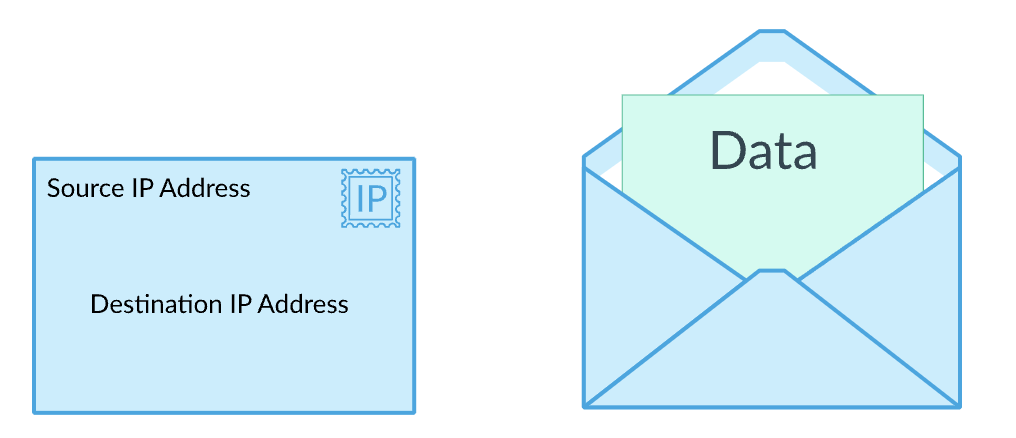 Source IP Address
IP
Destination IP Address
Data